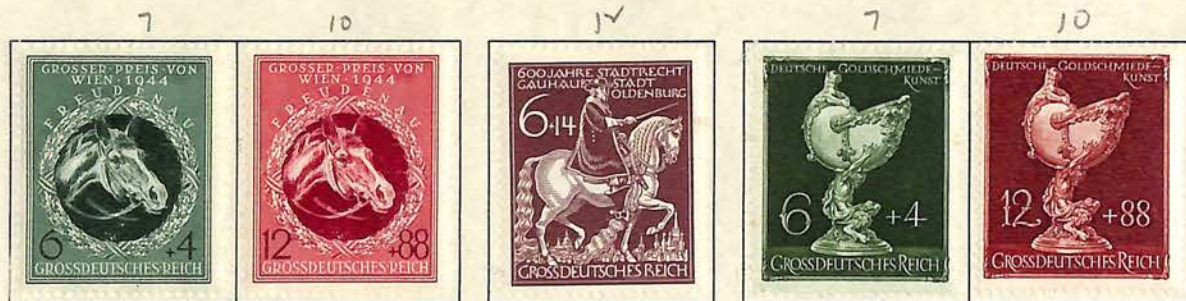 7
10
12
7
10
GROSSER·PREIS·VON
WIEN·1944
FREUDENAU
6 +4
GROSSDEUTSCHES·REICH
GROSSER·PREIS·VON
WIEN·1944
FREUDENAU
12 +88
GROSSDEUTSCHES·REICH
600 JAHRE STADTRECHT
GAUHAUPTSTADT
OLDENBURG
6+14
GROSSDEUTSCHES REICH
DEUTSCHE GOLDSCHMIEDE-
KUNST
6 +4
GROSSDEUTSCHES REICH
DEUTSCHE GOLDSCHMIEDE-
KUNST
12 +88
GROSSDEUTSCHES REICH